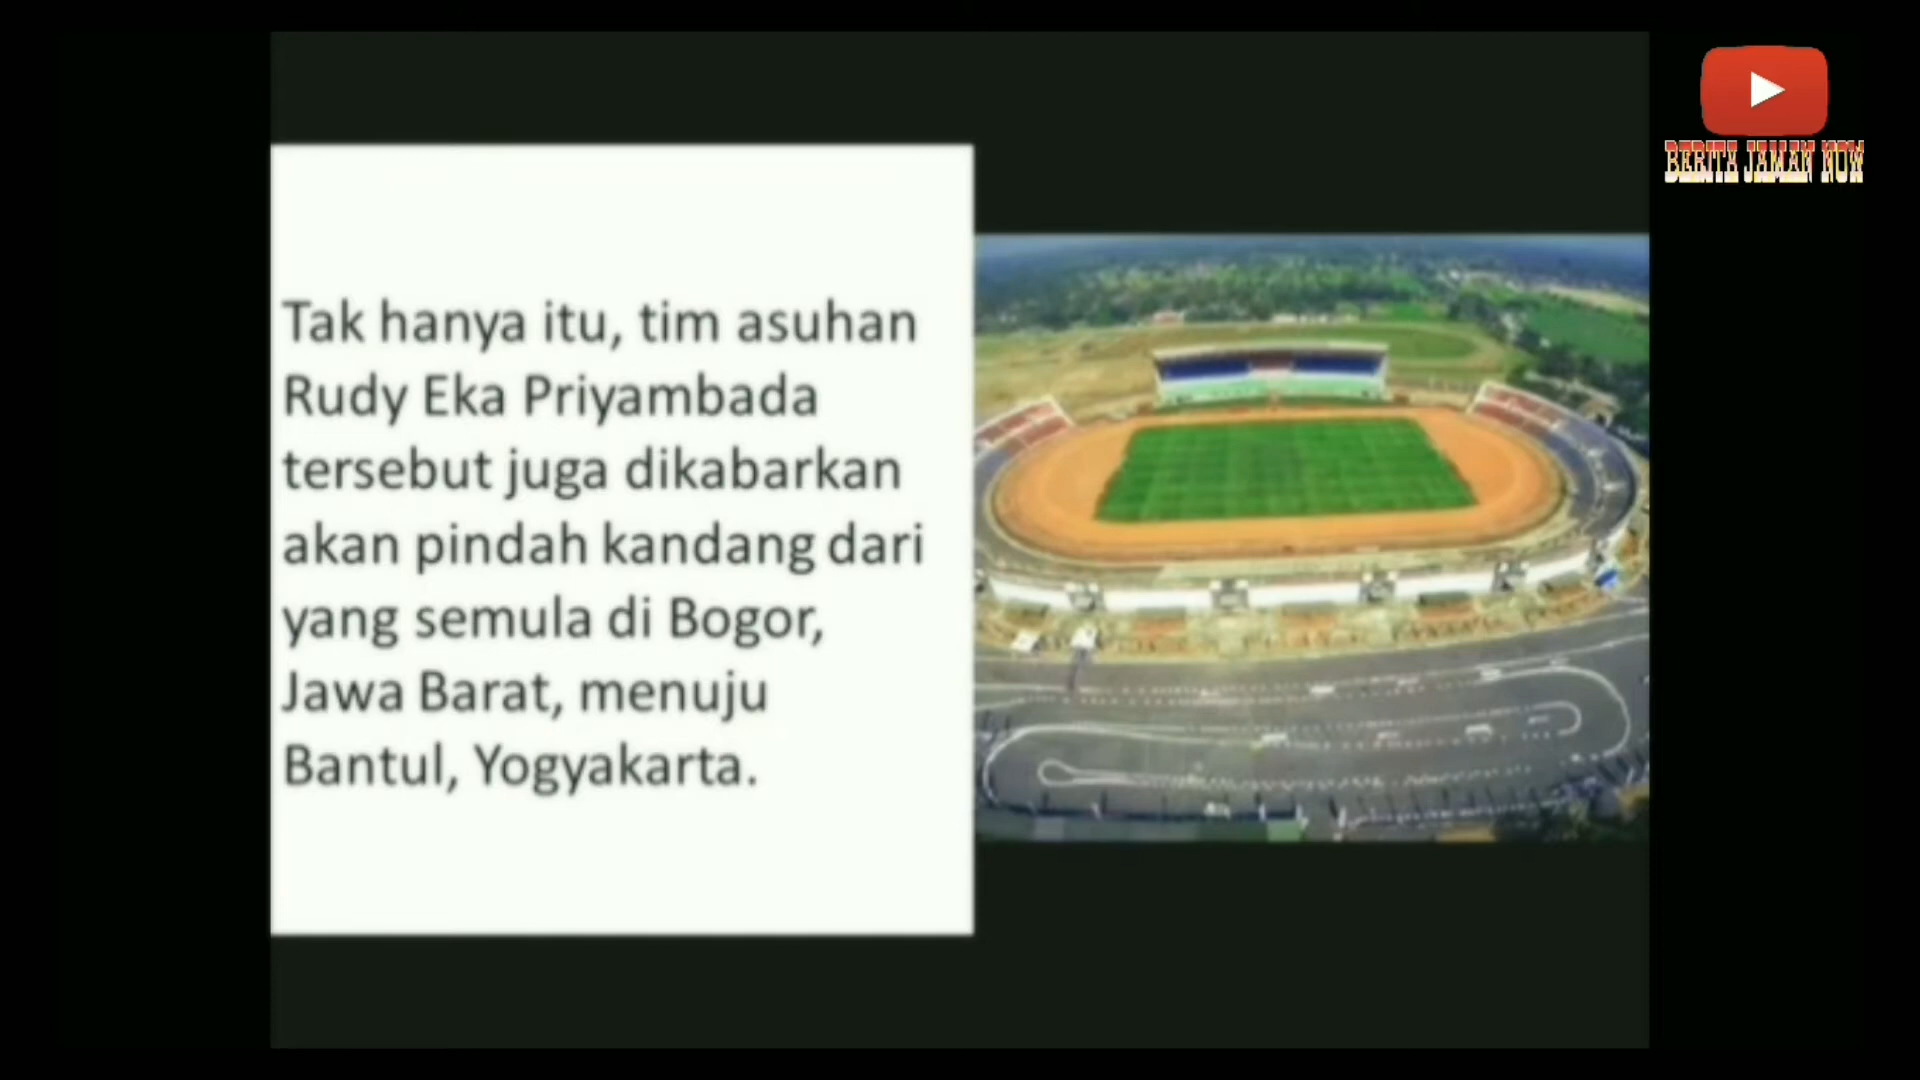 BERITA JAMAN NOW
Tak hanya itu, tim asuhan
Rudy Eka Priyambada
tersebut juga dikabarkan
akan pindah kandang dari
yang semula di Bogor,
Jawa Barat, menuju
Bantul, Yogyakarta.